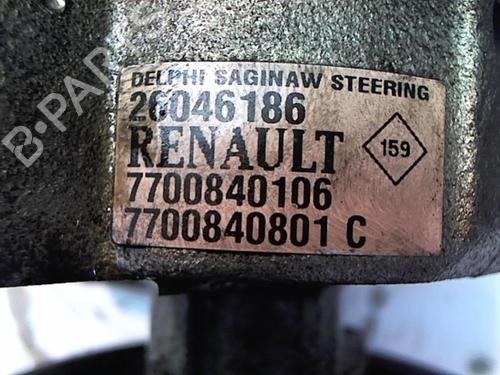 DELPHI SAGINAW STEERING
26046186
RENAULT
159
7700840106
7700840801 C
B-PARTS